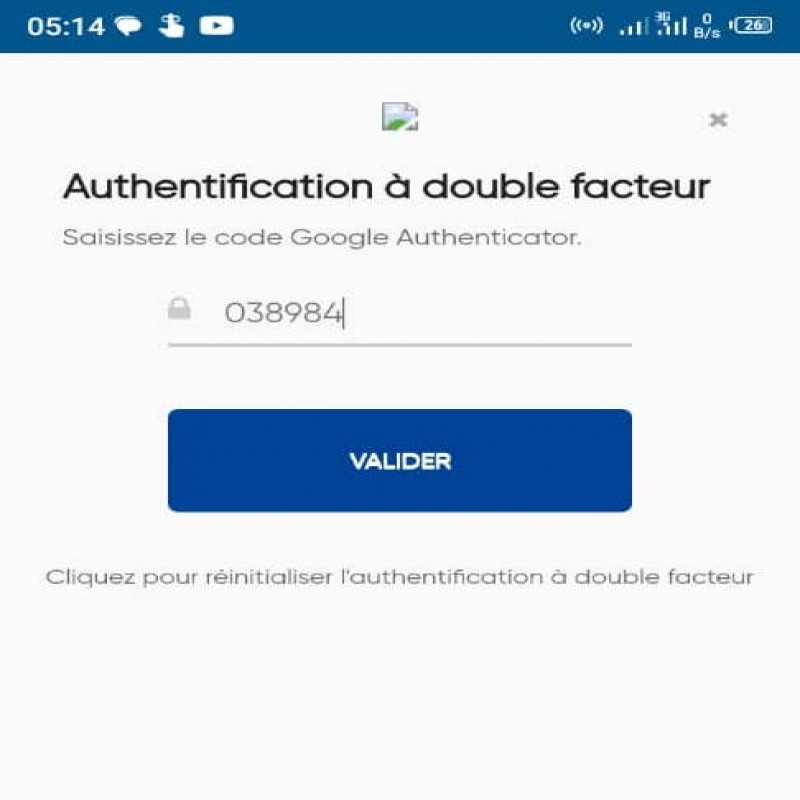 05:14 3G 0 B/s 26
Authentification à double facteur
Saisissez le code Google Authenticator.
038984
VALIDER
Cliquez pour réinitialiser l'authentification à double facteur